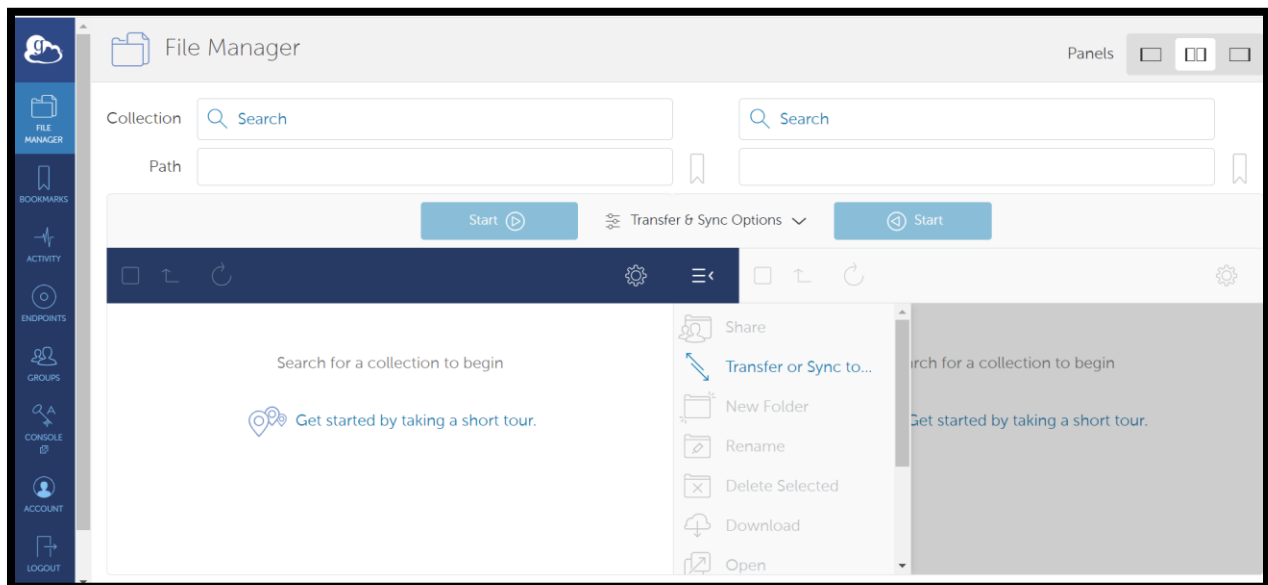 File Manager
Panels
FILE
MANAGER
BOOKMARKS
ACTIVITY
ENDPOINTS
GROUPS
CONSOLE
ACCOUNT
LOGOUT
Collection
Search
Search
Path
Start
Transfer & Sync Options
Start
Search for a collection to begin
Get started by taking a short tour.
Share
Transfer or Sync to...
New Folder
Rename
Delete Selected
Download
Open
rch for a collection to begin
Get started by taking a short tour.